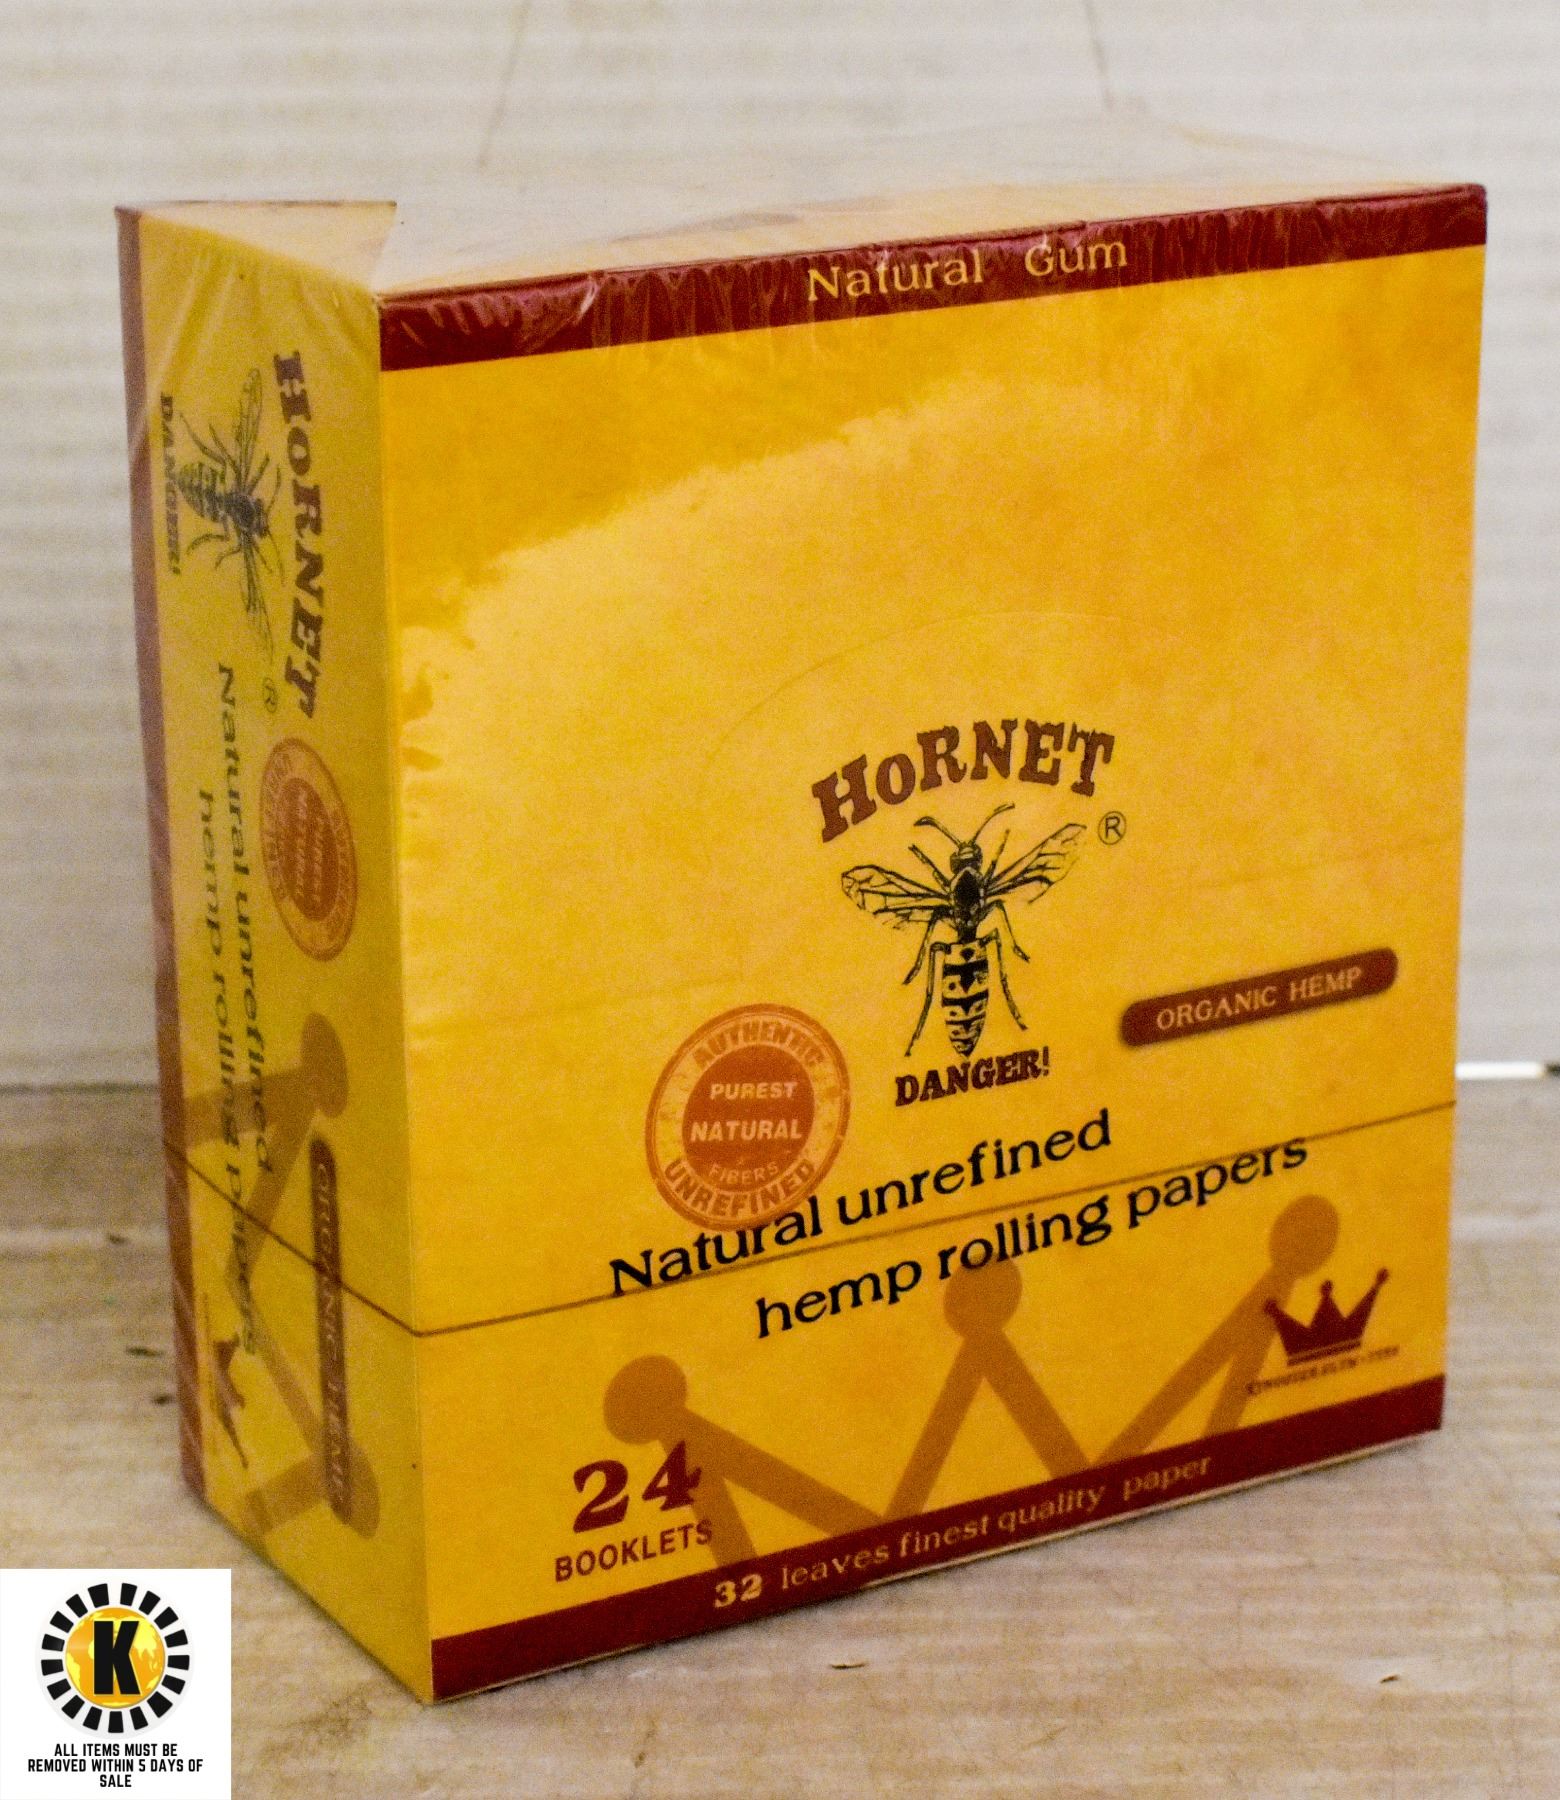 Natural Gum
HORNET
®
DANGER!
ORGANIC HEMP
AUTHENTIC
PUREST
NATURAL
FIBERS
UNREFINED
Natural unrefined
hemp rolling papers
24
BOOKLETS
32 leaves finest quality paper
HORNET
®
DANGER!
Natural unrefined
hemp rolling papers
ORGANIC HEMP
K
ALL ITEMS MUST BE
REMOVED WITHIN 5 DAYS OF
SALE